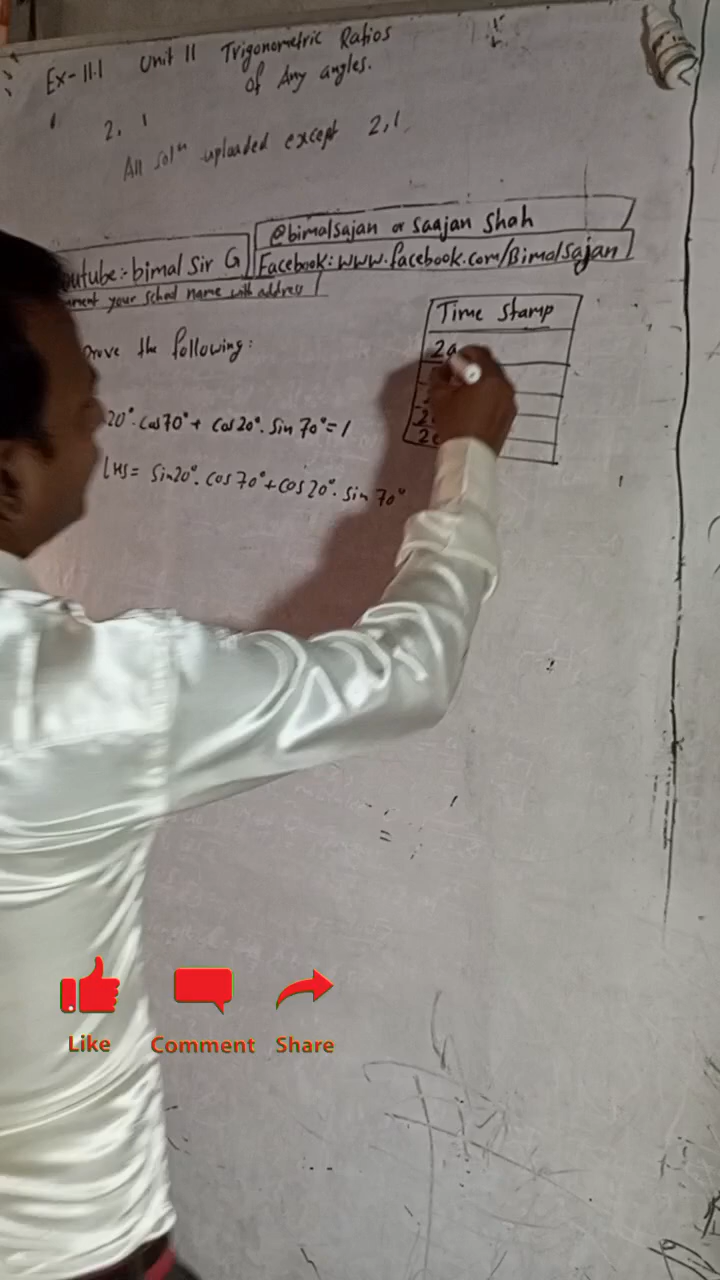 Ex-11.1 Unit 11 Trigonometric Ratios
of Any angles.
2, 1
All solⁿ uploaded except 2,1
@bimalsajan or Saajan Shah
outube:- bimal Sir G
Facebook: www.facebook.com/Bimalsajan
your school name with address
Time Stamp
Prove the following:
2a
20°. Cos70° + Cos20°. Sin 70° = 1
LHS = Sin20°. Cos 70° + Cos 20°. Sin 70°
=
Like Comment Share